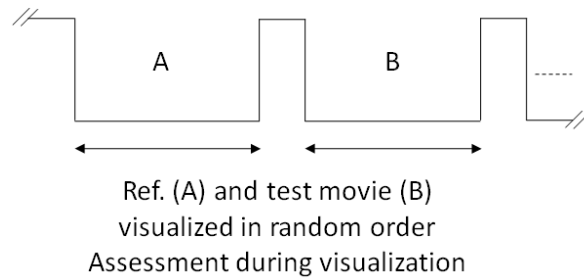 A B
Ref. (A) and test movie (B)
visualized in random order
Assessment during visualization